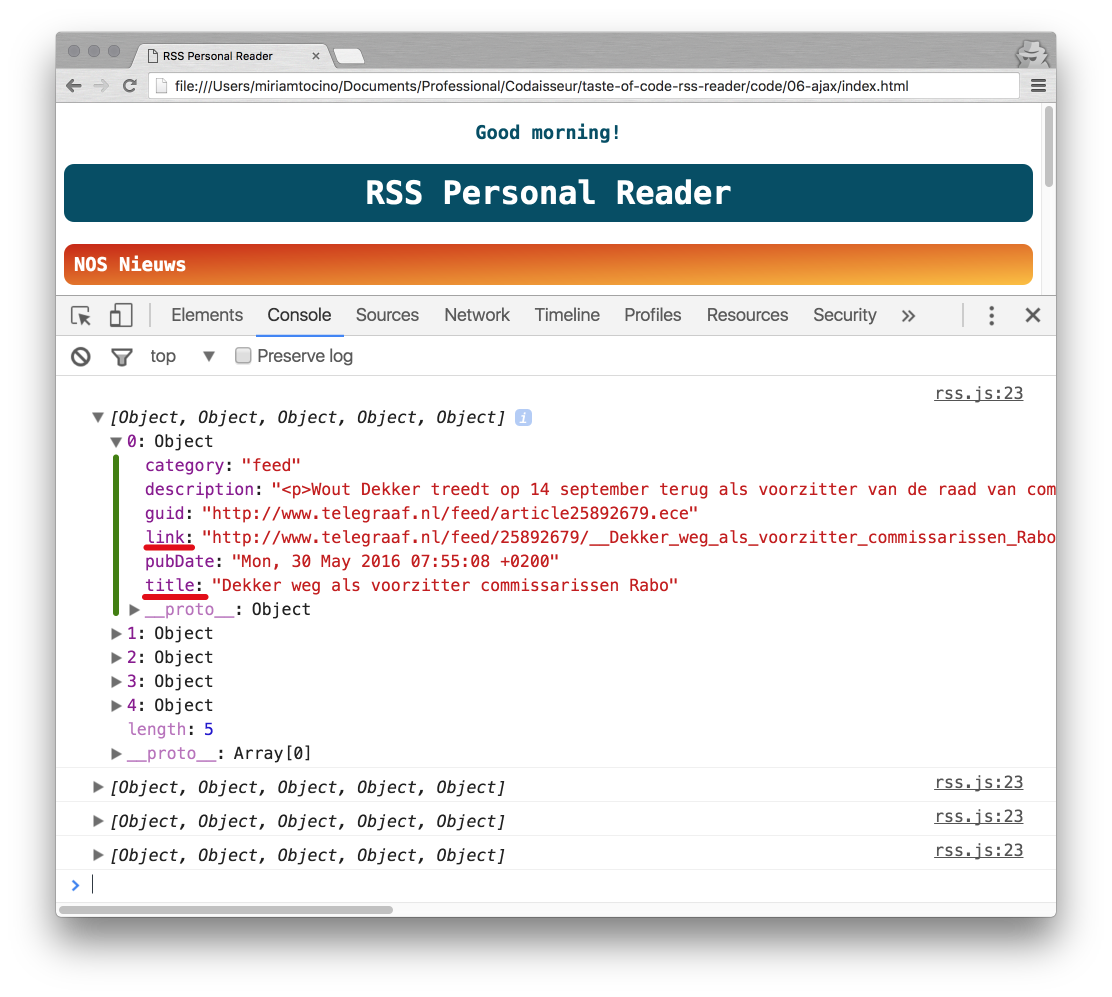 RSS Personal Reader
file:///Users/miriamtocino/Documents/Professional/Codaisseur/taste-of-code-rss-reader/code/06-ajax/index.html
Good morning!
RSS Personal Reader
NOS Nieuws
Elements Console Sources Network Timeline Profiles Resources Security »
top Preserve log
rss.js:23
[Object, Object, Object, Object, Object] i
0: Object
category: "feed"
description: "<p>Wout Dekker treedt op 14 september terug als voorzitter van de raad van com
guid: "http://www.telegraaf.nl/feed/article25892679.ece"
link: "http://www.telegraaf.nl/feed/25892679/__Dekker_weg_als_voorzitter_commissarissen_Rabo
pubDate: "Mon, 30 May 2016 07:55:08 +0200"
title: "Dekker weg als voorzitter commissarissen Rabo"
__proto__: Object
1: Object
2: Object
3: Object
4: Object
length: 5
__proto__: Array[0]
[Object, Object, Object, Object, Object] rss.js:23
[Object, Object, Object, Object, Object] rss.js:23
[Object, Object, Object, Object, Object] rss.js:23